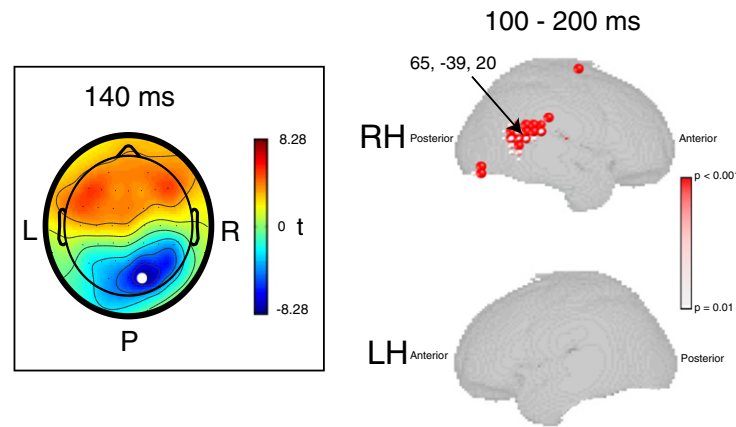 100 - 200 ms
65, -39, 20
140 ms
8.28
RH
Posterior
Anterior
p < 0.001
L
R
0
t
-8.28
p = 0.01
P
LH
Anterior
Posterior